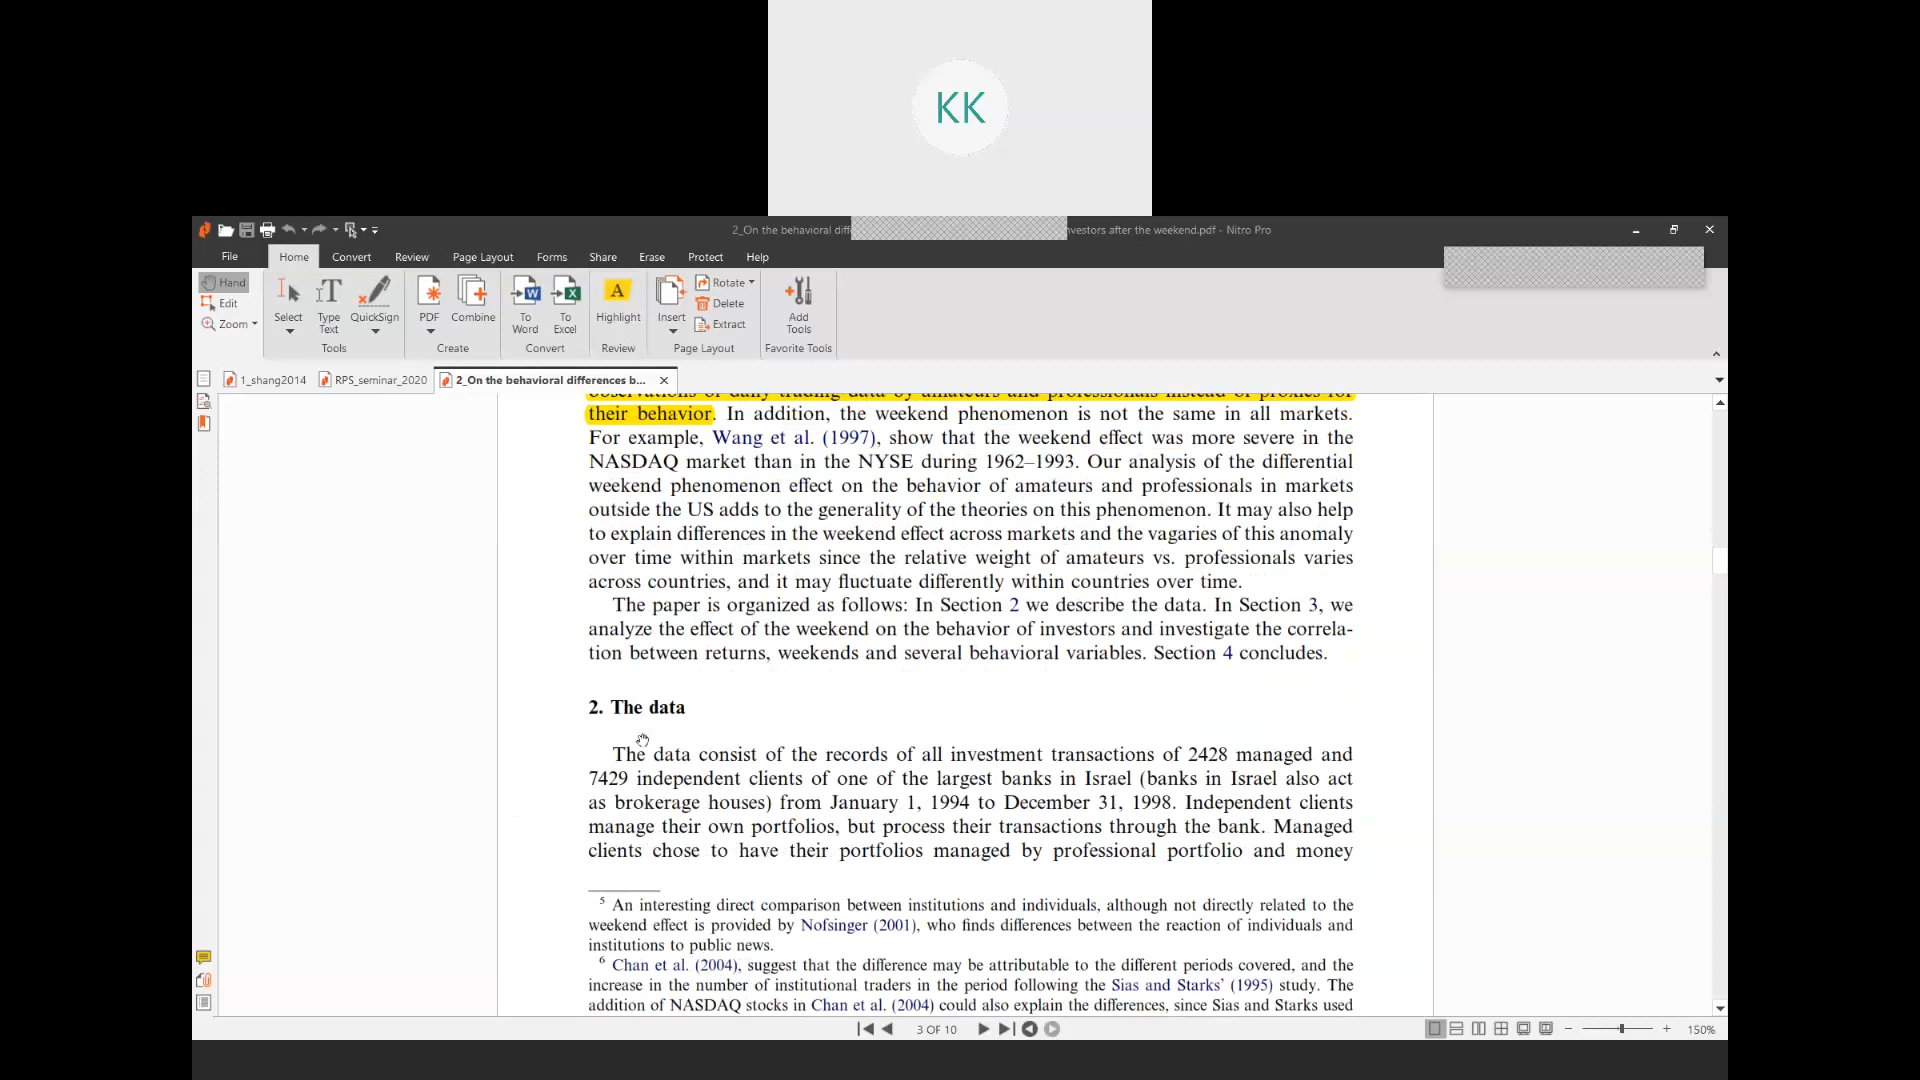 KK
2_On the behavioral diff
nvestors after the weekend.pdf - Nitro Pro
File Home Convert Review Page Layout Forms Share Erase Protect Help
Hand
Edit
Zoom
Select
Type Text
QuickSign
Tools
PDF
Combine
Create
To Word
To Excel
Convert
Highlight
Review
Insert
Rotate
Delete
Extract
Page Layout
Add Tools
Favorite Tools
1_shang2014 RPS_seminar_2020 2_On the behavioral differences b...
observations of daily trading data by amateurs and professionals instead of proxies for
their behavior. In addition, the weekend phenomenon is not the same in all markets.
For example, Wang et al. (1997), show that the weekend effect was more severe in the
NASDAQ market than in the NYSE during 1962–1993. Our analysis of the differential
weekend phenomenon effect on the behavior of amateurs and professionals in markets
outside the US adds to the generality of the theories on this phenomenon. It may also help
to explain differences in the weekend effect across markets and the vagaries of this anomaly
over time within markets since the relative weight of amateurs vs. professionals varies
across countries, and it may fluctuate differently within countries over time.
The paper is organized as follows: In Section 2 we describe the data. In Section 3, we
analyze the effect of the weekend on the behavior of investors and investigate the correla-
tion between returns, weekends and several behavioral variables. Section 4 concludes.
2. The data
The data consist of the records of all investment transactions of 2428 managed and
7429 independent clients of one of the largest banks in Israel (banks in Israel also act
as brokerage houses) from January 1, 1994 to December 31, 1998. Independent clients
manage their own portfolios, but process their transactions through the bank. Managed
clients chose to have their portfolios managed by professional portfolio and money
5 An interesting direct comparison between institutions and individuals, although not directly related to the
weekend effect is provided by Nofsinger (2001), who finds differences between the reaction of individuals and
institutions to public news.
6 Chan et al. (2004), suggest that the difference may be attributable to the different periods covered, and the
increase in the number of institutional traders in the period following the Sias and Starks' (1995) study. The
addition of NASDAQ stocks in Chan et al. (2004) could also explain the differences, since Sias and Starks used
3 OF 10
150%